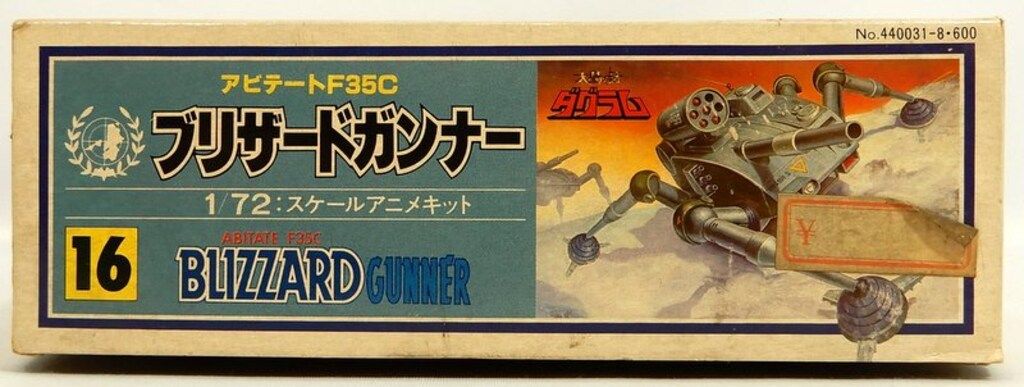 No.440031-8・600
アビテートF35C
ブリザードガンナー
1/72:スケールアニメキット
16
ABITATE F35C
BLIZZARD GUNNER
太陽の牙
ダグラム
¥